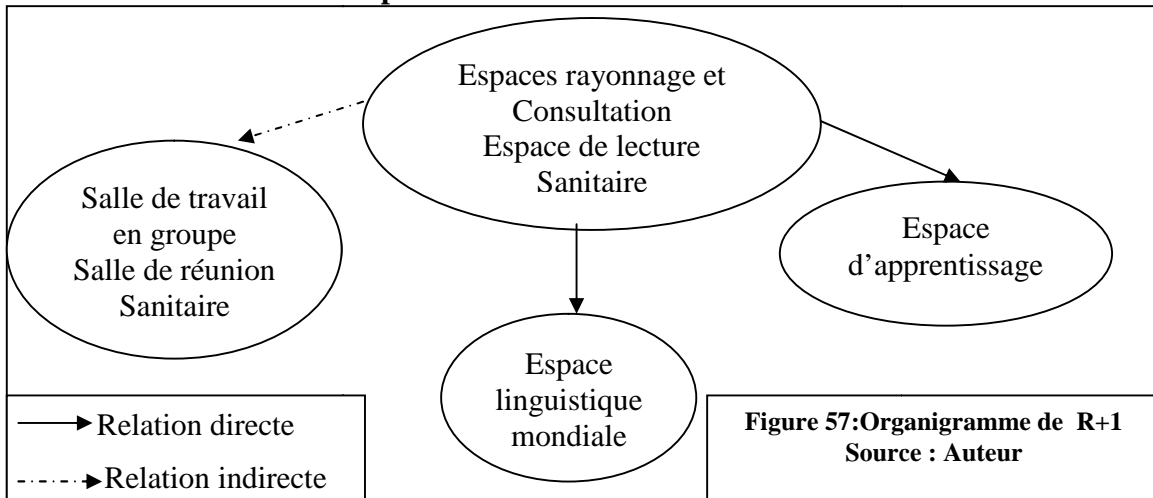 Espaces rayonnage et
Consultation
Espace de lecture
Sanitaire
Salle de travail
en groupe
Salle de réunion
Sanitaire
Espace
d’apprentissage
Espace
linguistique
mondiale
Relation directe
Relation indirecte
Figure 57:Organigramme de R+1
Source : Auteur